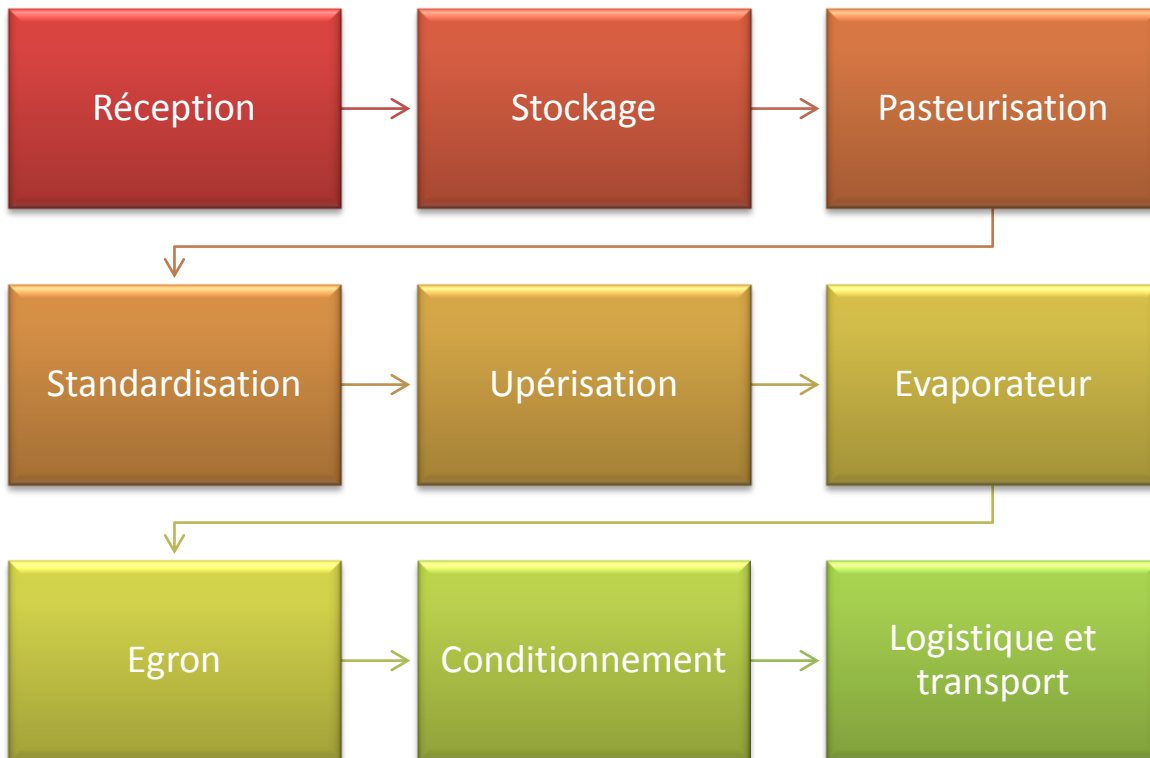 Réception
Stockage
Pasteurisation
Standardisation
Upérisation
Evaporateur
Egron
Conditionnement
Logistique et
transport